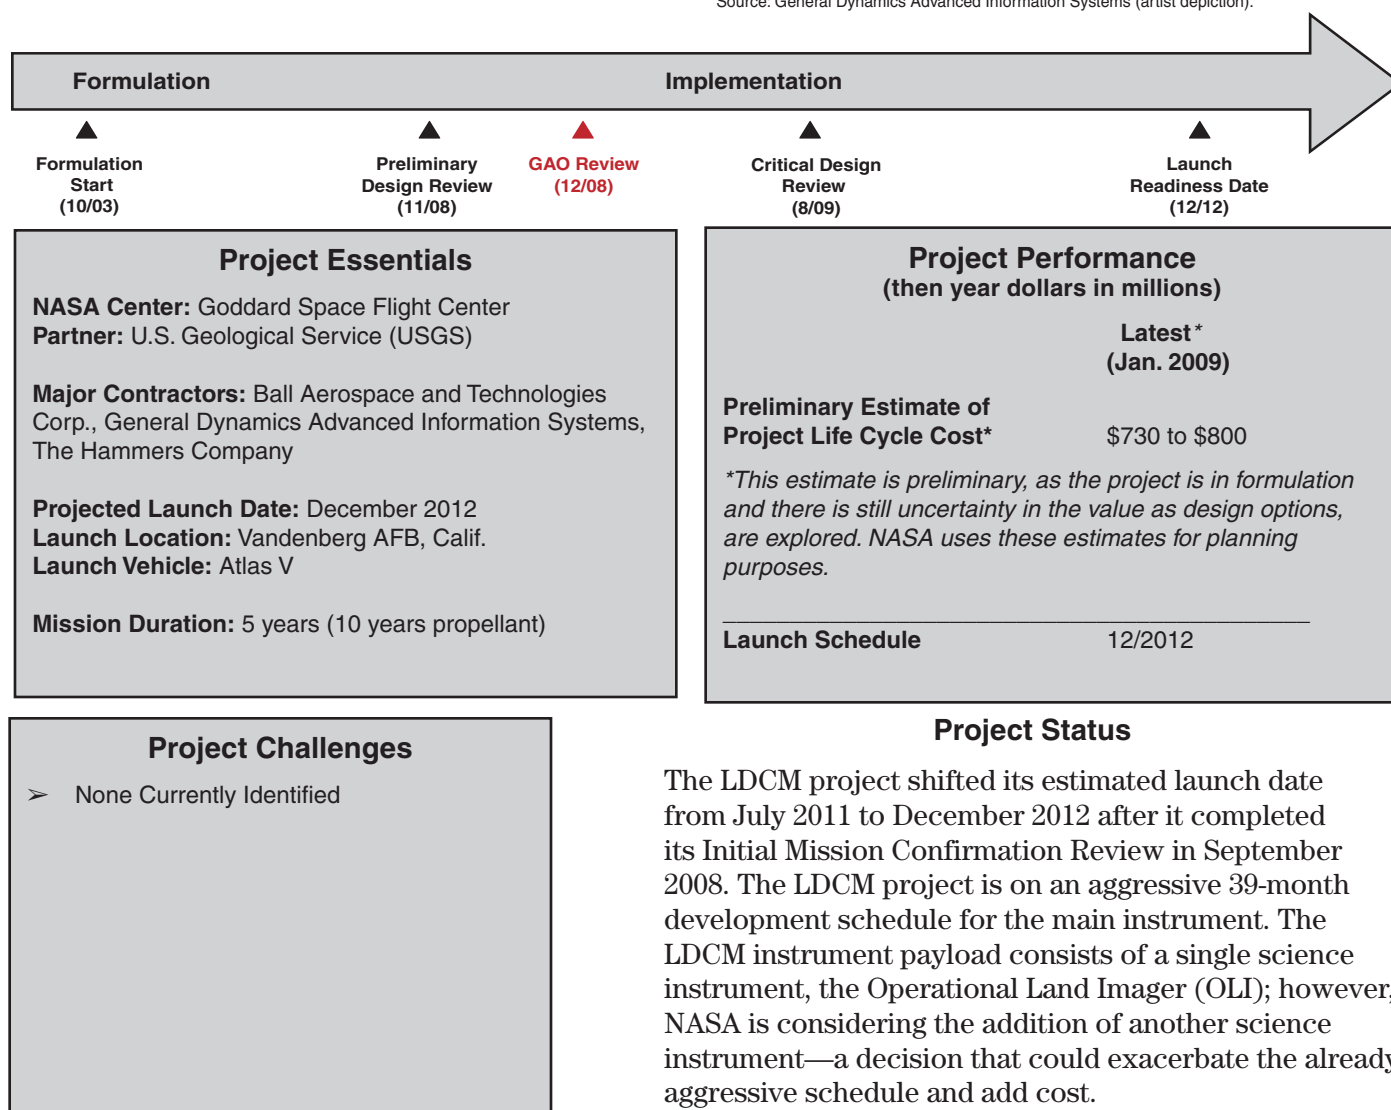 Source: General Dynamics Advanced Information Systems (artist depiction).
Formulation
Implementation
Formulation
Start
(10/03)
Preliminary
Design Review
(11/08)
GAO Review
(12/08)
Critical Design
Review
(8/09)
Launch
Readiness Date
(12/12)
Project Essentials
NASA Center: Goddard Space Flight Center
Partner: U.S. Geological Service (USGS)
Major Contractors: Ball Aerospace and Technologies
Corp., General Dynamics Advanced Information Systems,
The Hammers Company
Projected Launch Date: December 2012
Launch Location: Vandenberg AFB, Calif.
Launch Vehicle: Atlas V
Mission Duration: 5 years (10 years propellant)
Project Performance
(then year dollars in millions)
Latest*
(Jan. 2009)
Preliminary Estimate of
Project Life Cycle Cost* $730 to $800
*This estimate is preliminary, as the project is in formulation
and there is still uncertainty in the value as design options,
are explored. NASA uses these estimates for planning
purposes.
Launch Schedule 12/2012
Project Challenges
➢ None Currently Identified
Project Status
The LDCM project shifted its estimated launch date
from July 2011 to December 2012 after it completed
its Initial Mission Confirmation Review in September
2008. The LDCM project is on an aggressive 39-month
development schedule for the main instrument. The
LDCM instrument payload consists of a single science
instrument, the Operational Land Imager (OLI); however,
NASA is considering the addition of another science
instrument—a decision that could exacerbate the already
aggressive schedule and add cost.